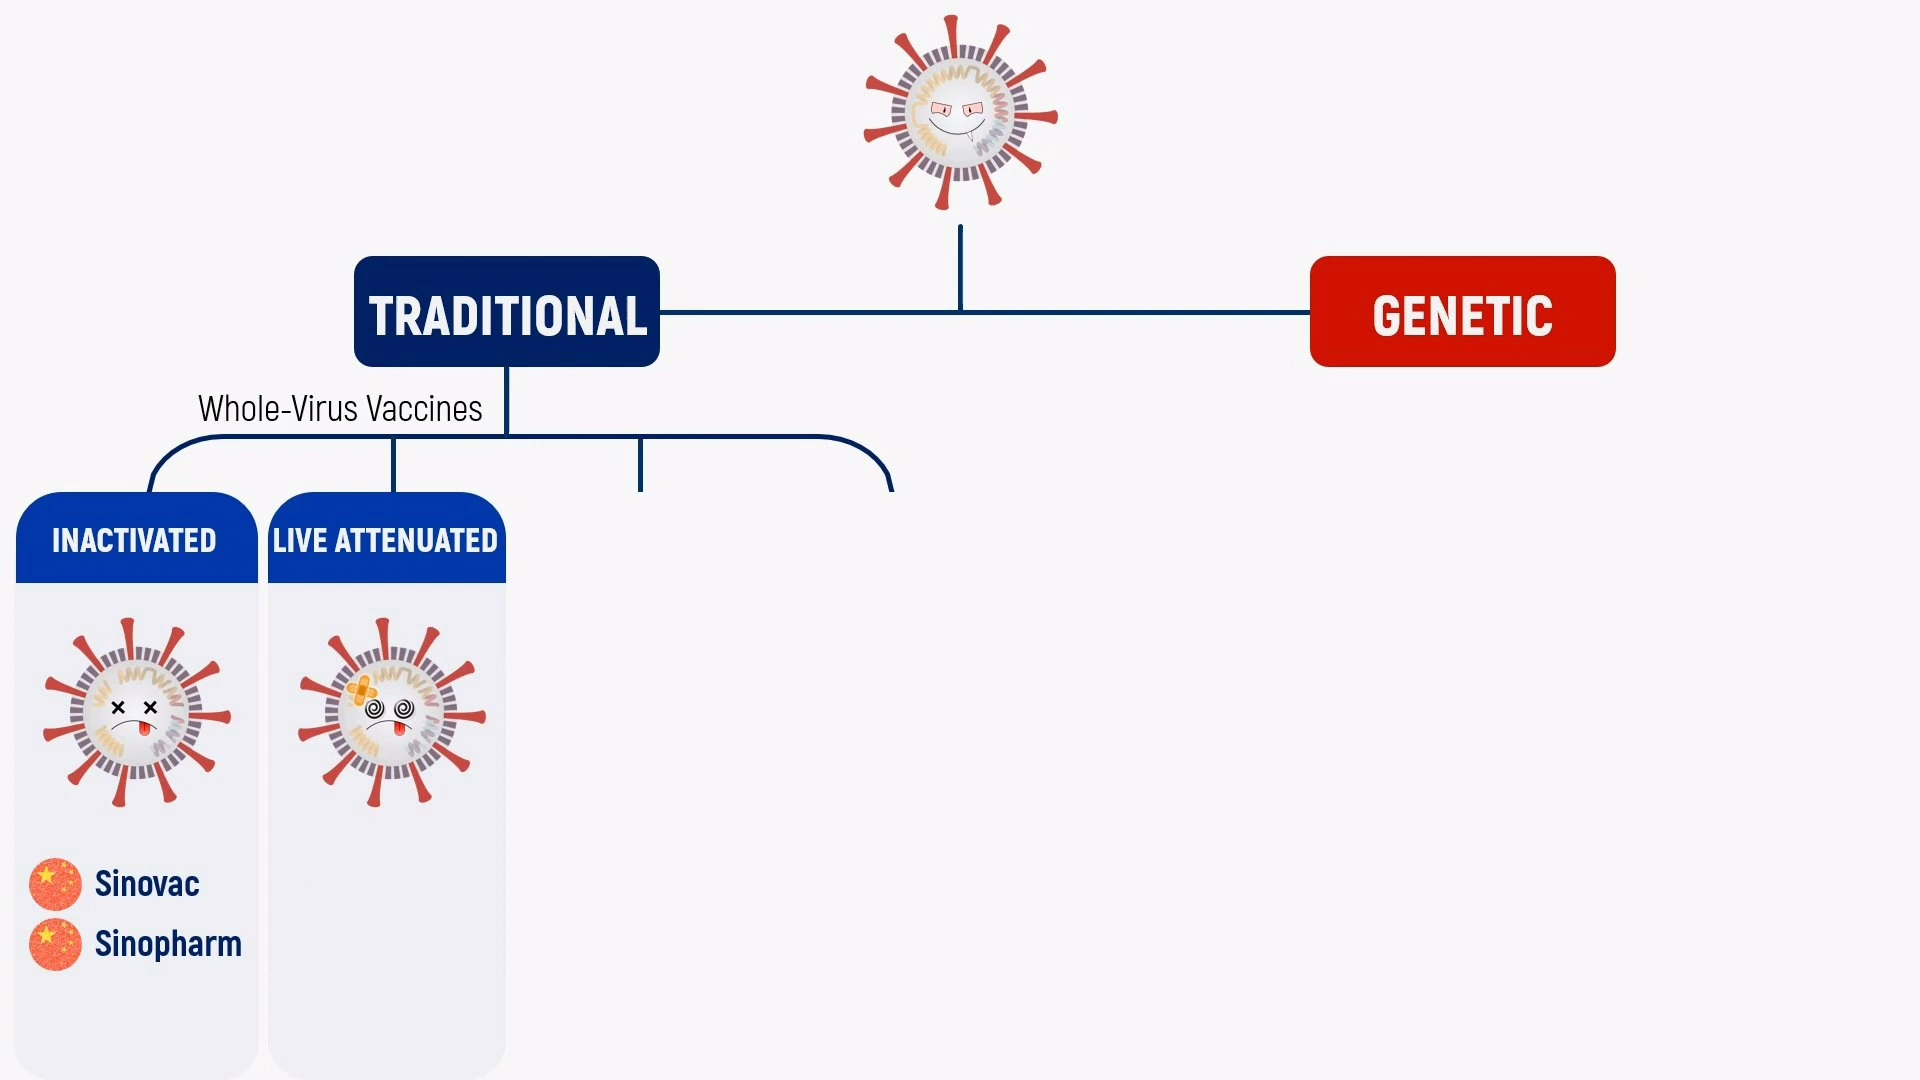 TRADITIONAL
GENETIC
Whole-Virus Vaccines
INACTIVATED
LIVE ATTENUATED
Sinovac
Sinopharm